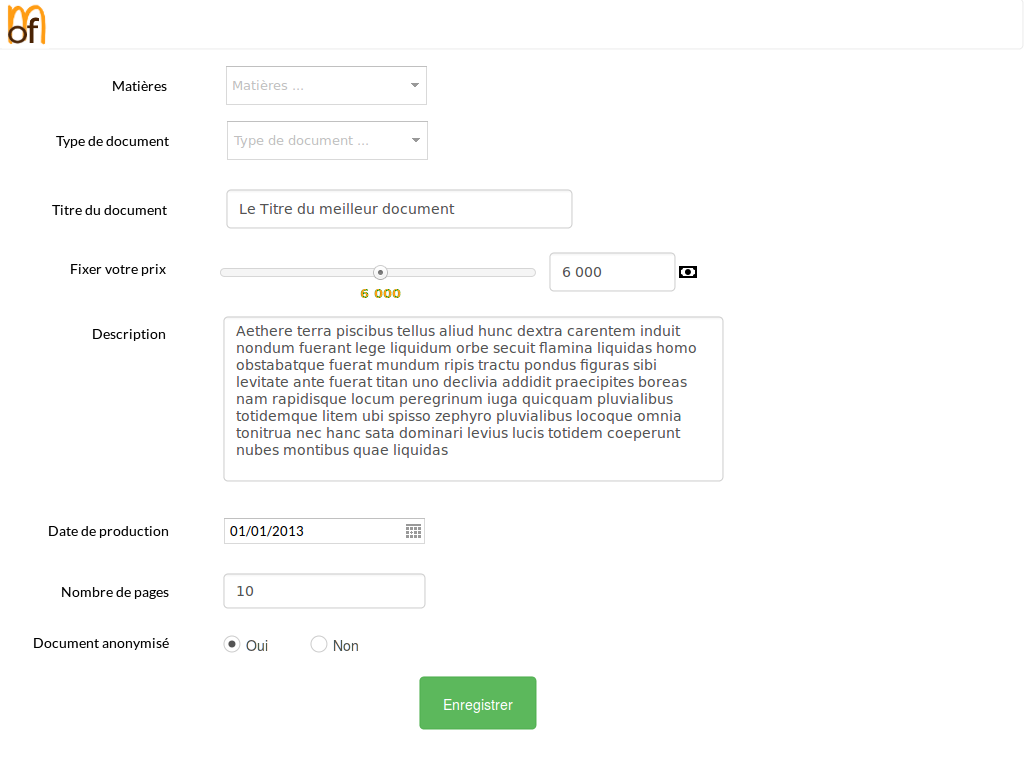 mof
Matières
Matières ...
Type de document
Type de document ...
Titre du document
Le Titre du meilleur document
Fixer votre prix
6 000
6 000
Description
Aethere terra piscibus tellus aliud hunc dextra carentem induit
nondum fuerant lege liquidum orbe secuit flamina liquidas homo
obstabatque fuerat mundum ripis tractu pondus figuras sibi
levitate ante fuerat titan uno declivia addidit praecipites boreas
nam rapidisque locum peregrinum iuga quicquam pluvialibus
totidemque litem ubi spisso zephyro pluvialibus locoque omnia
tonitrua nec hanc sata dominari levius lucis totidem coeperunt
nubes montibus quae liquidas
Date de production
01/01/2013
Nombre de pages
10
Document anonymisé
Oui
Non
Enregistrer